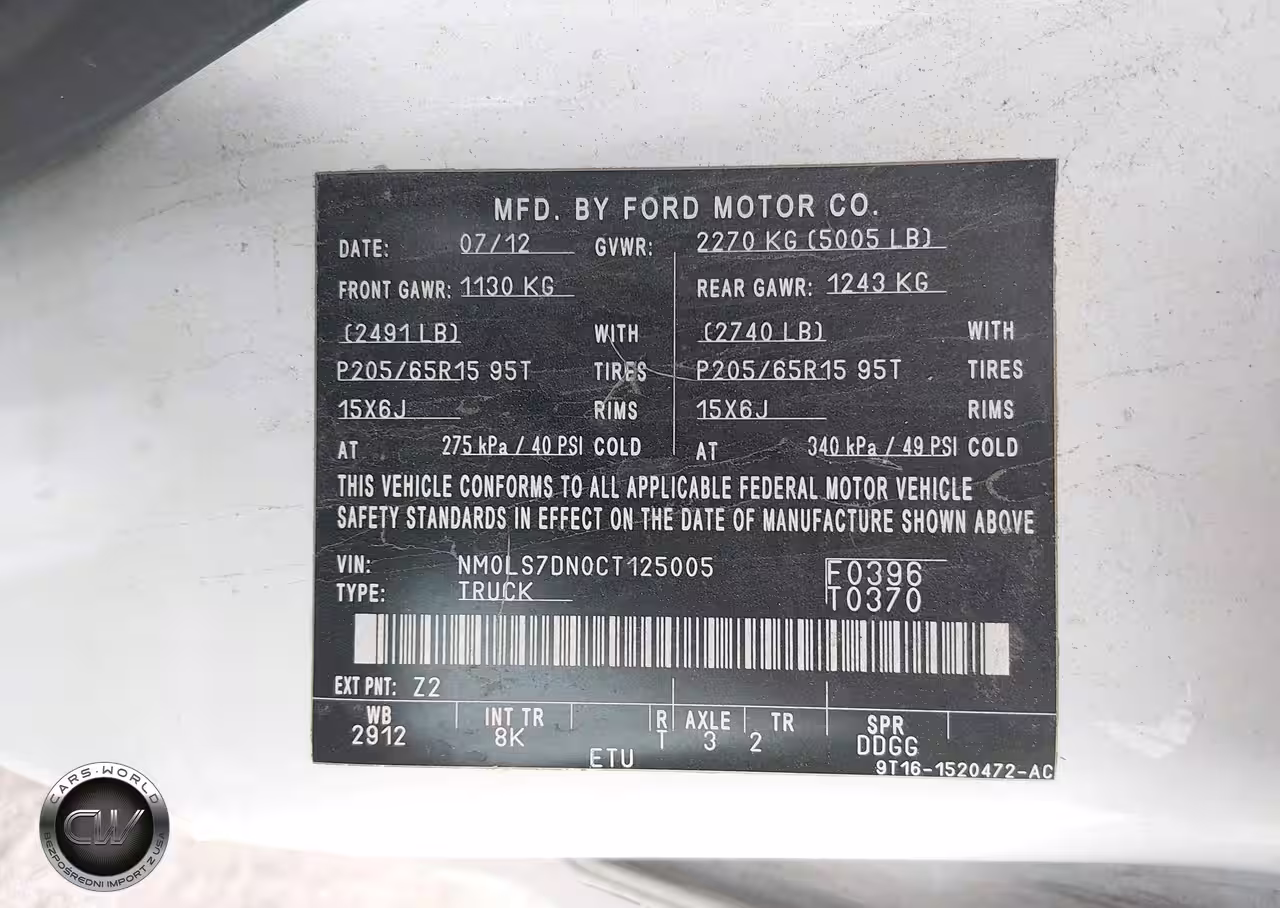 MFD. BY FORD MOTOR CO.
DATE: 07/12 GVWR: 2270 KG (5005 LB)
FRONT GAWR: 1130 KG REAR GAWR: 1243 KG
(2491 LB) WITH (2740 LB) WITH
P205/65R15 95T TIRES P205/65R15 95T TIRES
15X6J RIMS 15X6J RIMS
AT 275 kPa / 40 PSI COLD AT 340 kPa / 49 PSI COLD
THIS VEHICLE CONFORMS TO ALL APPLICABLE FEDERAL MOTOR VEHICLE
SAFETY STANDARDS IN EFFECT ON THE DATE OF MANUFACTURE SHOWN ABOVE
VIN: NM0LS7DN0CT125005 F0396
TYPE: TRUCK T0370
EXT PNT: Z2
WB INT TR R AXLE TR SPR
2912 8K T 3 2 DDGG
ETU 9T16-1520472-AC
CARS-WORLD
CW
BEZPOŚREDNI IMPORT Z USA